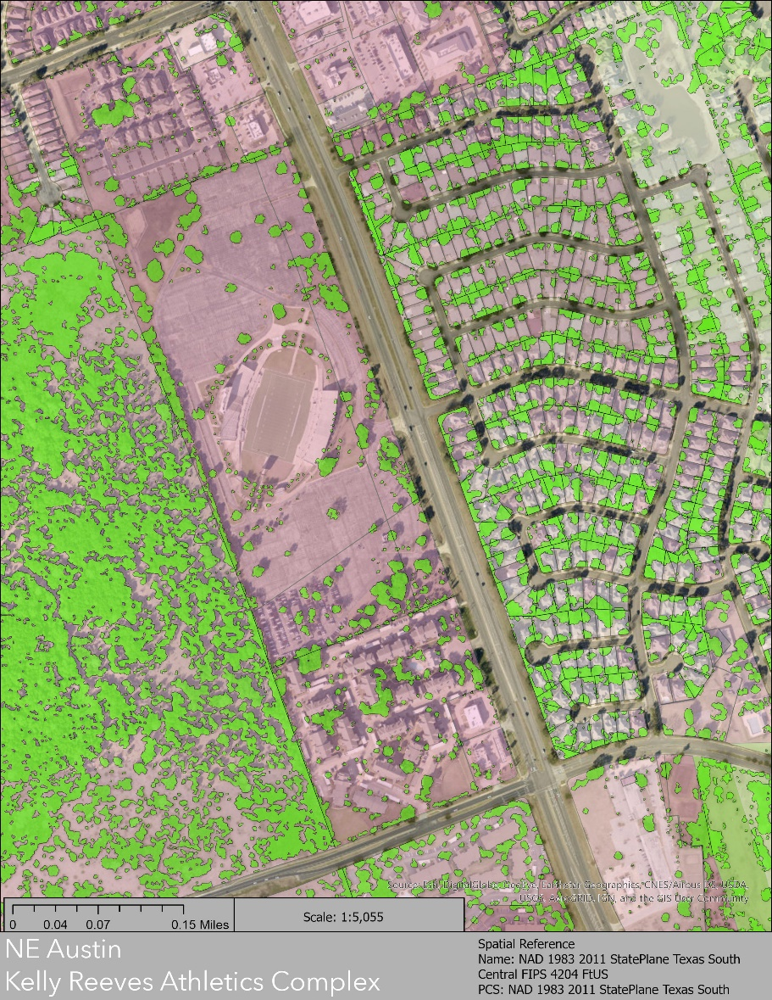 Source: Esri, DigitalGlobe, GeoEye, Earthstar Geographics, CNES/Airbus DS, USDA,
USGS, AeroGRID, IGN, and the GIS User Community
0 0.04 0.07 0.15 Miles
Scale: 1:5,055
NE Austin
Kelly Reeves Athletics Complex
Spatial Reference
Name: NAD 1983 2011 StatePlane Texas South
Central FIPS 4204 FtUS
PCS: NAD 1983 2011 StatePlane Texas South